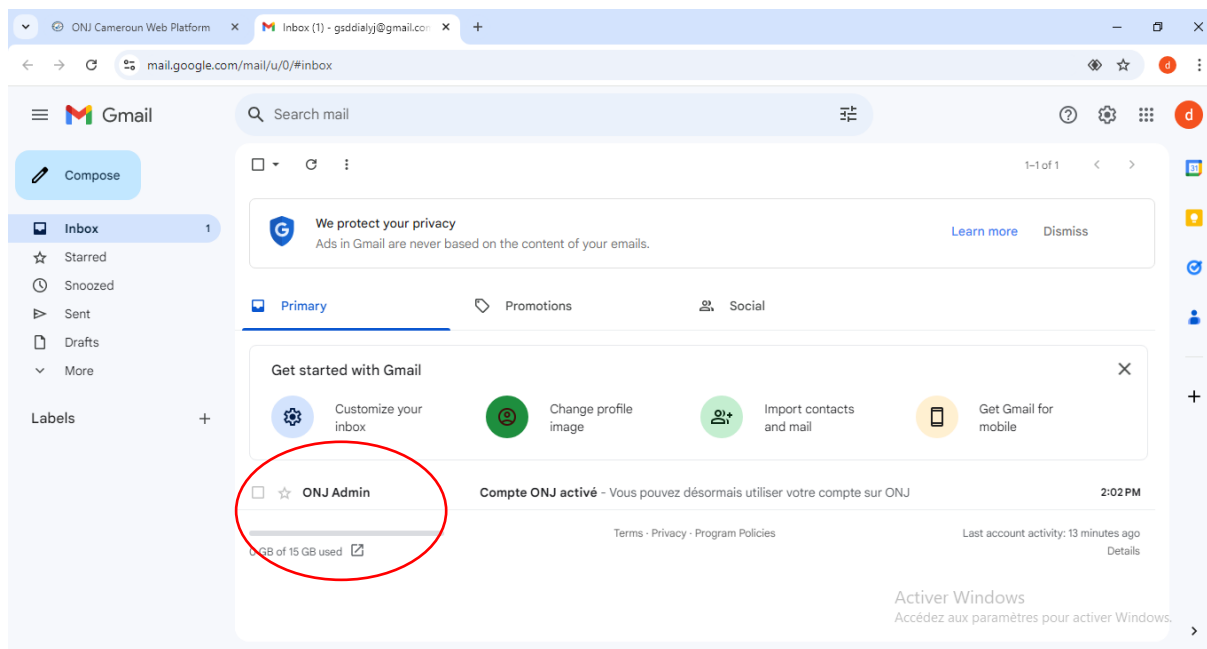 ONJ Cameroun Web Platform
Inbox (1) - gsddialyj@gmail.con
mail.google.com/mail/u/0/#inbox
d
Gmail
Search mail
d
Compose
1–1 of 1
31
Inbox 1
Starred
Snoozed
Sent
Drafts
More
Labels
G
We protect your privacy
Ads in Gmail are never based on the content of your emails.
Learn more
Dismiss
Primary
Promotions
Social
Get started with Gmail
Customize your
inbox
Change profile
image
Import contacts
and mail
Get Gmail for
mobile
ONJ Admin Compte ONJ activé - Vous pouvez désormais utiliser votre compte sur ONJ 2:02 PM
0 GB of 15 GB used
Terms · Privacy · Program Policies
Last account activity: 13 minutes ago
Details
Activer Windows
Accédez aux paramètres pour activer Windows.